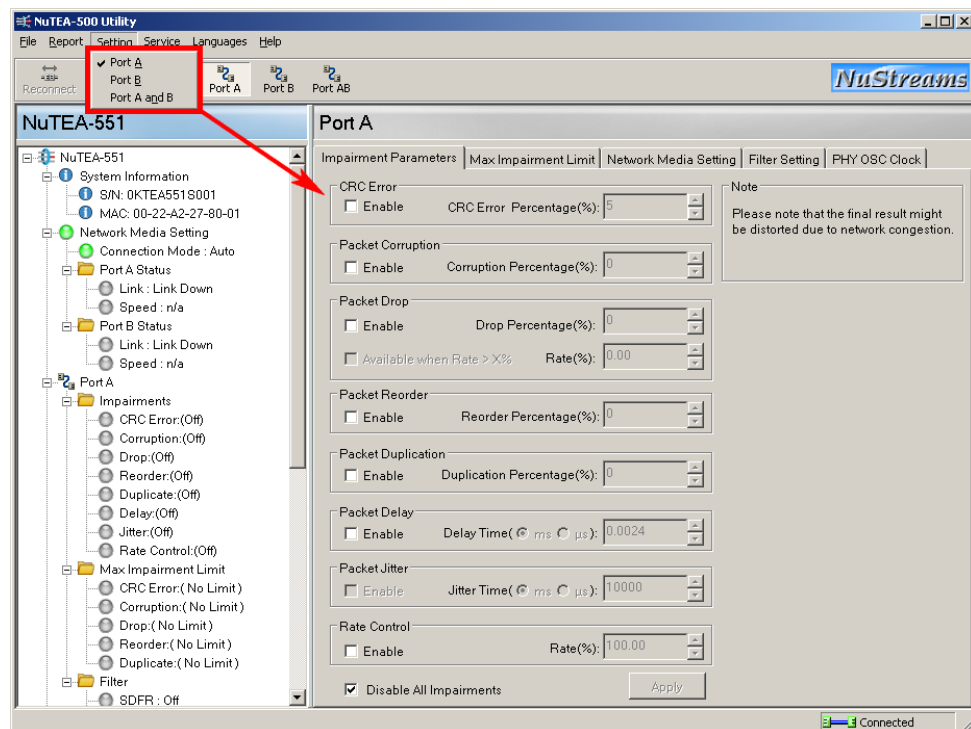 NuTEA-500 Utility
File Report Setting Service Languages Help
Port A
Port B
Port A and B
Reconnect
Port A
Port B
Port AB
NuStreams
NuTEA-551
NuTEA-551
System Information
S/N: 0KTEA551S001
MAC: 00-22-A2-27-80-01
Network Media Setting
Connection Mode : Auto
Port A Status
Link : Link Down
Speed : n/a
Port B Status
Link : Link Down
Speed : n/a
Port A
Impairments
CRC Error:(Off)
Corruption:(Off)
Drop:(Off)
Reorder:(Off)
Duplicate:(Off)
Delay:(Off)
Jitter:(Off)
Rate Control:(Off)
Max Impairment Limit
CRC Error:( No Limit )
Corruption:( No Limit )
Drop:( No Limit )
Reorder:( No Limit )
Duplicate:( No Limit )
Filter
SDFR : Off
Port A
Impairment Parameters Max Impairment Limit Network Media Setting Filter Setting PHY OSC Clock
CRC Error
Enable CRC Error Percentage(%): 5
Packet Corruption
Enable Corruption Percentage(%): 0
Packet Drop
Enable Drop Percentage(%): 0
Available when Rate > X% Rate(%): 0.00
Packet Reorder
Enable Reorder Percentage(%): 0
Packet Duplication
Enable Duplication Percentage(%): 0
Packet Delay
Enable Delay Time( ms µs ): 0.0024
Packet Jitter
Enable Jitter Time( ms µs ): 10000
Rate Control
Enable Rate(%): 100.00
Disable All Impairments Apply
Note
Please note that the final result might
be distorted due to network congestion.
Connected